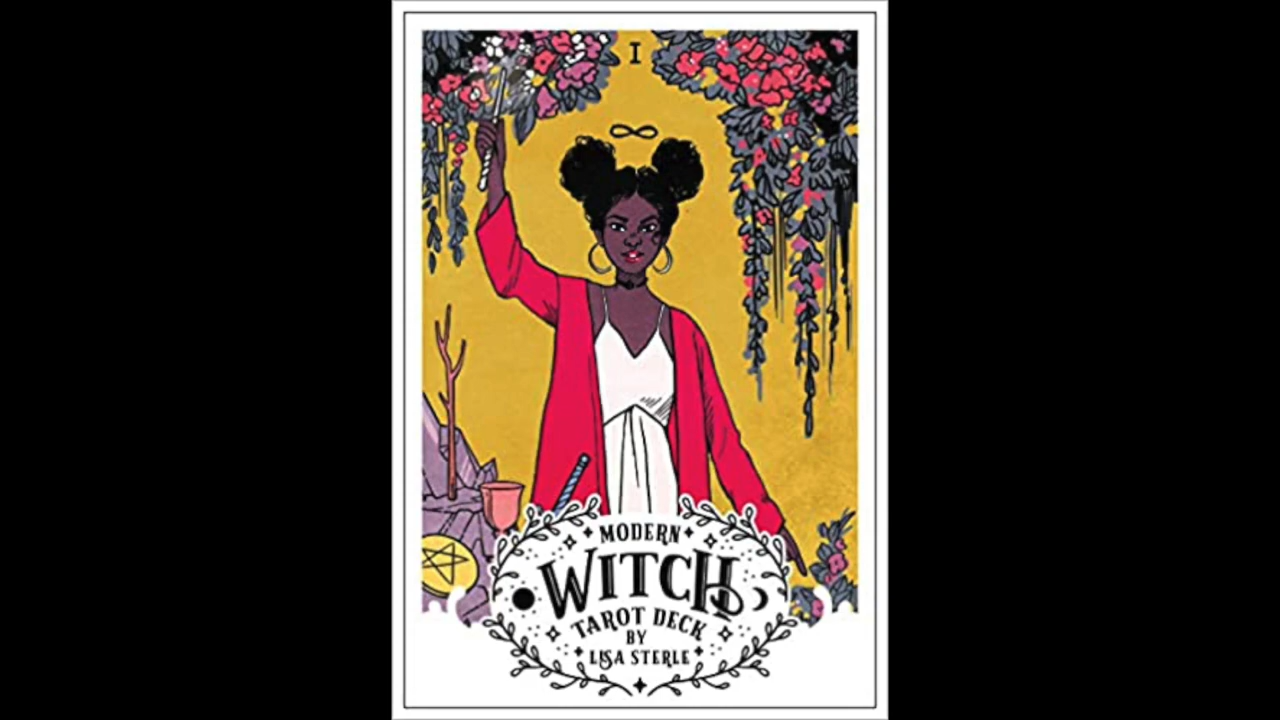 I
MODERN
WITCH
TAROT DECK
BY
LISA STERLE